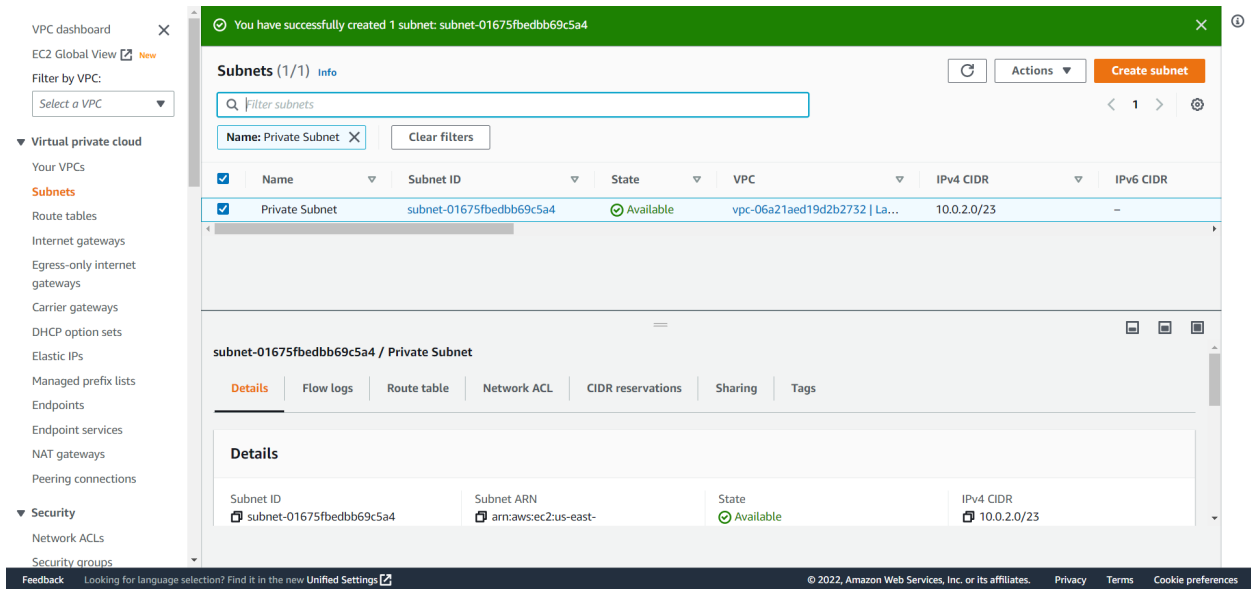 VPC dashboard
EC2 Global View New
Filter by VPC:
Select a VPC
Virtual private cloud
Your VPCs
Subnets
Route tables
Internet gateways
Egress-only internet
gateways
Carrier gateways
DHCP option sets
Elastic IPs
Managed prefix lists
Endpoints
Endpoint services
NAT gateways
Peering connections
Security
Network ACLs
Security groups
You have successfully created 1 subnet: subnet-01675fbedbb69c5a4
Subnets (1/1) Info
Actions
Create subnet
Filter subnets
1
Name: Private Subnet
Clear filters
Name Subnet ID State VPC IPv4 CIDR IPv6 CIDR
Private Subnet subnet-01675fbedbb69c5a4 Available vpc-06a21aed19d2b2732 | La... 10.0.2.0/23 –
subnet-01675fbedbb69c5a4 / Private Subnet
Details Flow logs Route table Network ACL CIDR reservations Sharing Tags
Details
Subnet ID Subnet ARN State IPv4 CIDR
subnet-01675fbedbb69c5a4 arn:aws:ec2:us-east- Available 10.0.2.0/23
Feedback Looking for language selection? Find it in the new Unified Settings © 2022, Amazon Web Services, Inc. or its affiliates. Privacy Terms Cookie preferences